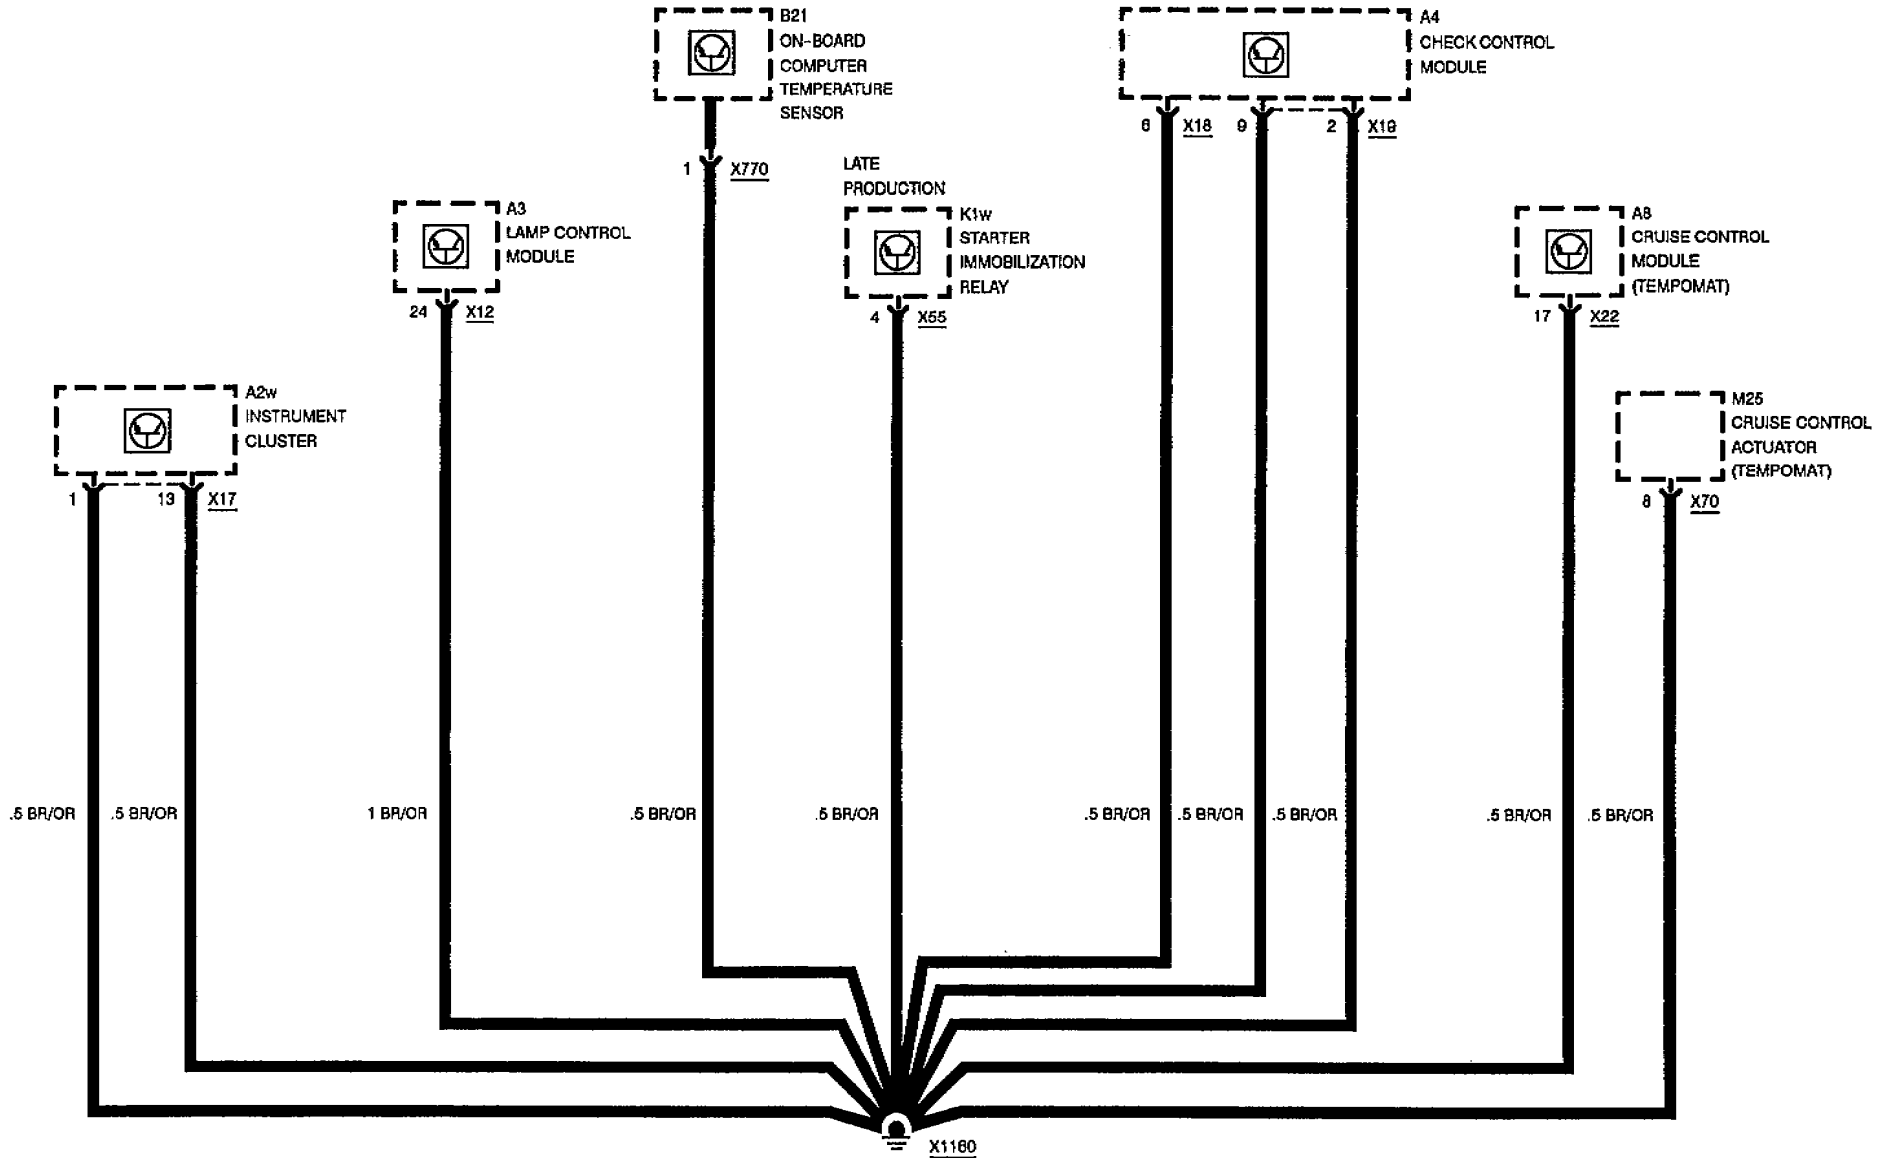 B21
ON-BOARD
COMPUTER
TEMPERATURE
SENSOR
1
X770
A4
CHECK CONTROL
MODULE
6
X18
9
2
X19
LATE
PRODUCTION
K1w
STARTER
IMMOBILIZATION
RELAY
4
X55
A3
LAMP CONTROL
MODULE
24
X12
A8
CRUISE CONTROL
MODULE
(TEMPOMAT)
17
X22
A2w
INSTRUMENT
CLUSTER
1
13
X17
M25
CRUISE CONTROL
ACTUATOR
(TEMPOMAT)
8
X70
.5 BR/OR
.5 BR/OR
1 BR/OR
.5 BR/OR
.5 BR/OR
.5 BR/OR
.5 BR/OR
.5 BR/OR
.5 BR/OR
.5 BR/OR
X1160